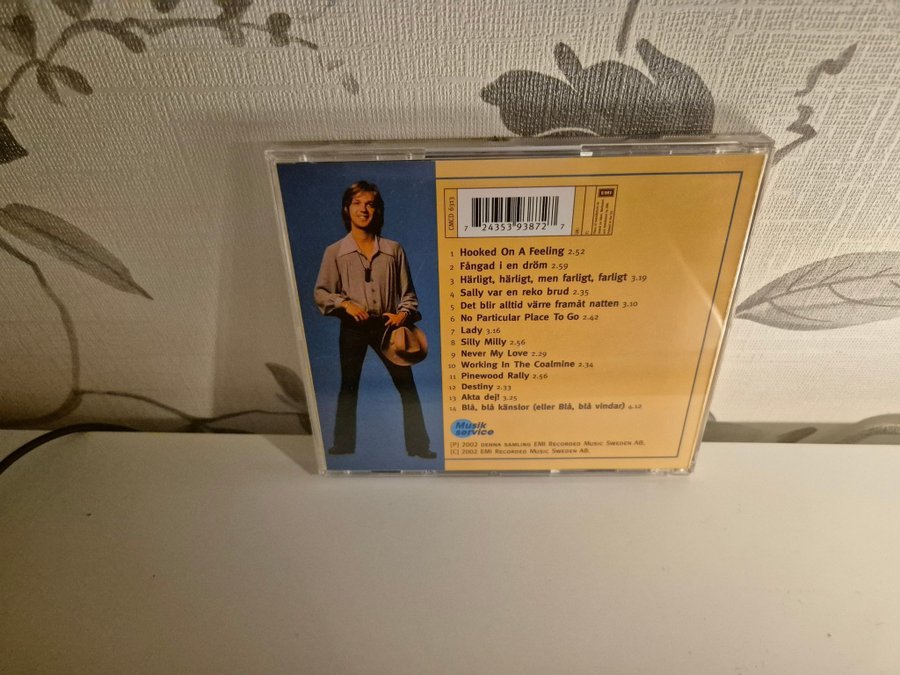 CMCD 6313
7 24353 93872 7
EMI
1 Hooked On A Feeling 2.52
2 Fångad i en dröm 2.59
3 Härligt, härligt, men farligt, farligt 3.19
4 Sally var en reko brud 2.35
5 Det blir alltid värre framåt natten 3.10
6 No Particular Place To Go 2.42
7 Lady 3.16
8 Silly Milly 2.56
9 Never My Love 2.29
10 Working In The Coalmine 2.34
11 Pinewood Rally 2.56
12 Destiny 2.33
13 Akta dej! 3.25
14 Blå, blå känslor (eller Blå, blå vindar) 4.12
Musik
service
[P] 2002 denna samling EMI Recorded Music Sweden AB.
[C] 2002 EMI Recorded Music Sweden AB.